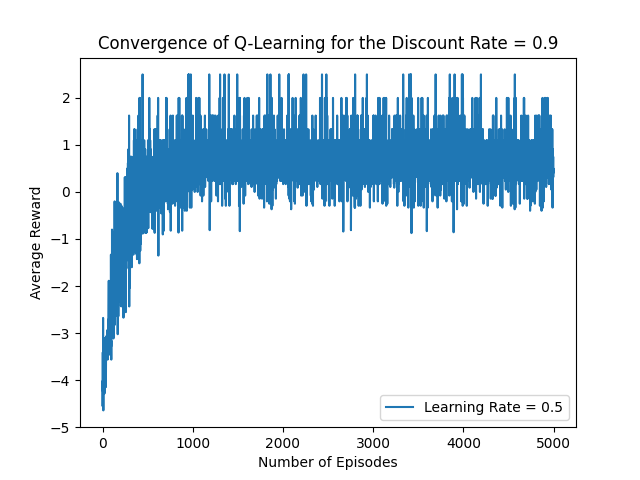 Convergence of Q-Learning for the Discount Rate = 0.9
2
1
0
−1
−2
−3
−4
−5
Average Reward
0 1000 2000 3000 4000 5000
Number of Episodes
Learning Rate = 0.5